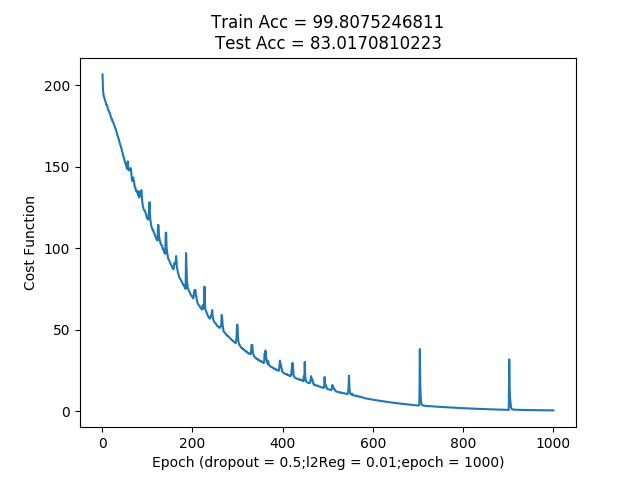 Train Acc = 99.8075246811
Test Acc = 83.0170810223
200
150
100
50
0
Cost Function
0 200 400 600 800 1000
Epoch (dropout = 0.5;l2Reg = 0.01;epoch = 1000)